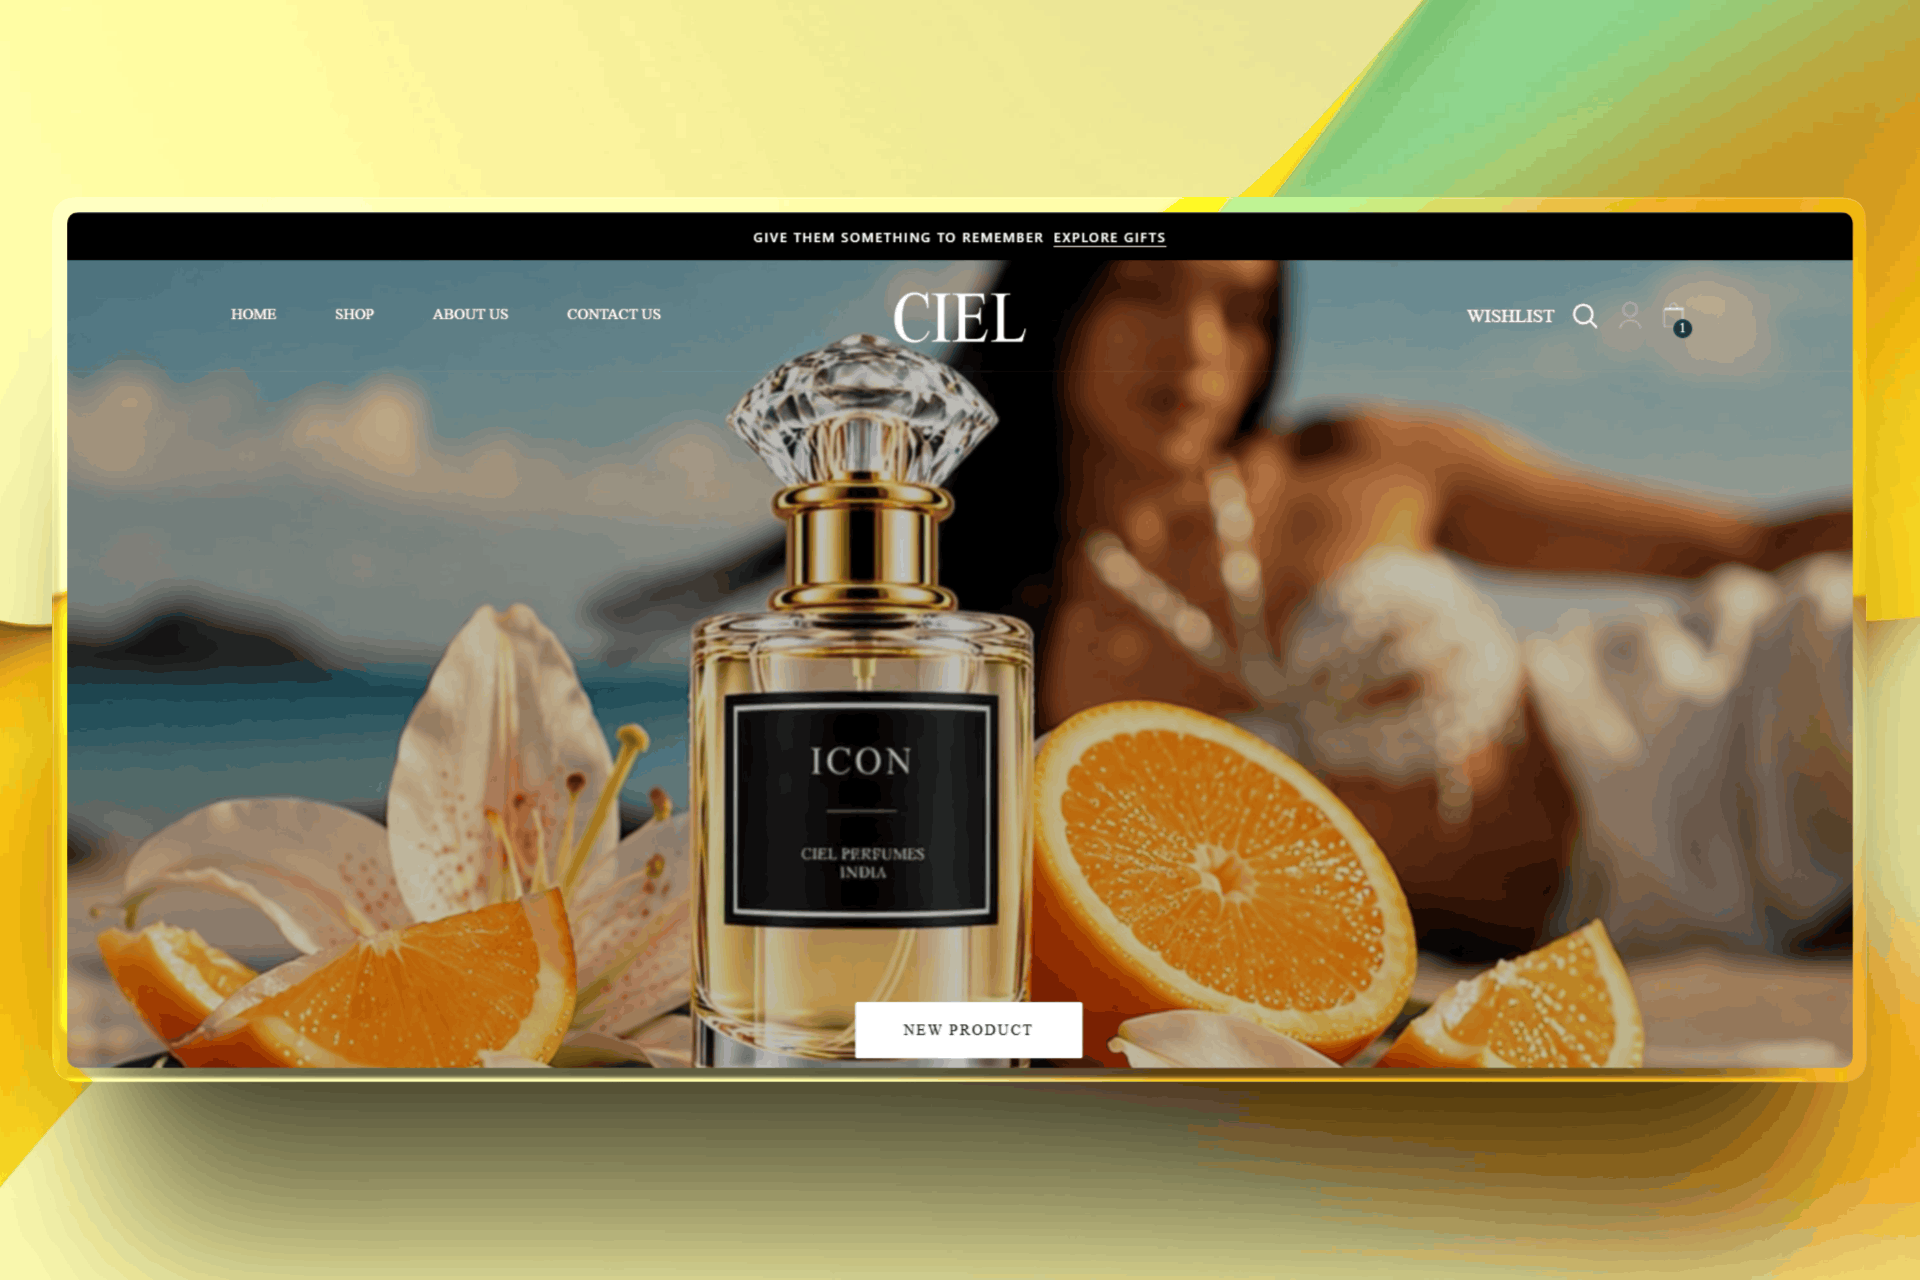 GIVE THEM SOMETHING TO REMEMBER EXPLORE GIFTS
HOME SHOP ABOUT US CONTACT US CIEL WISHLIST 1
ICON
CIEL PERFUMES
INDIA
NEW PRODUCT